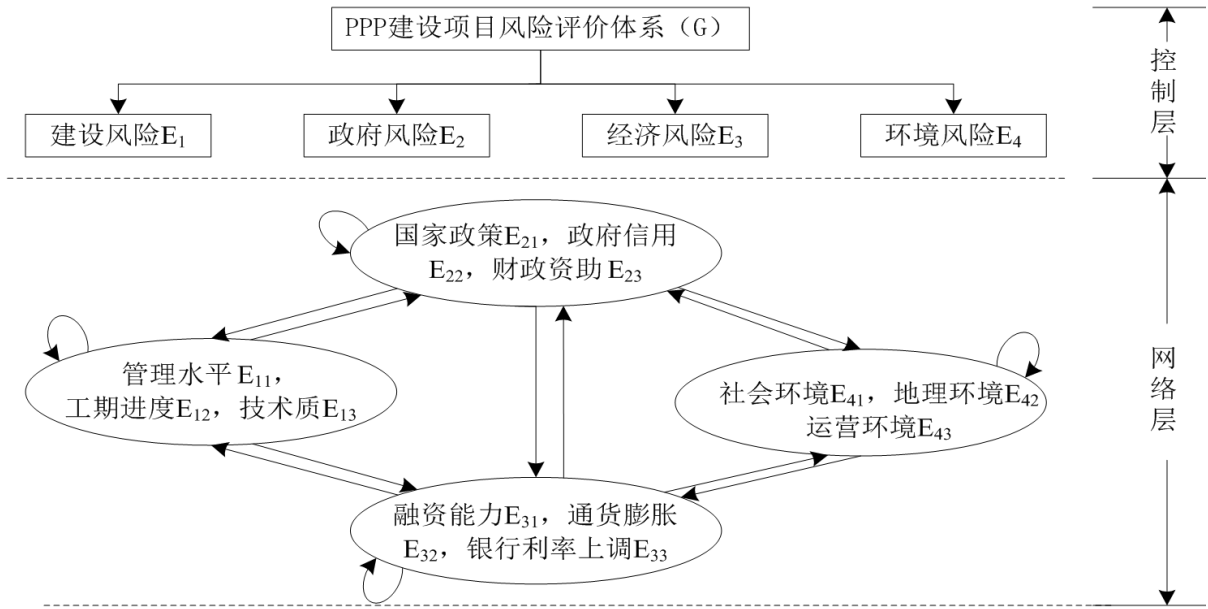 PPP建设项目风险评价体系（G）
建设风险E₁
政府风险E₂
经济风险E₃
环境风险E₄
控制层
国家政策E₂₁，政府信用
E₂₂，财政资助E₂₃
管理水平E₁₁，
工期进度E₁₂，技术质E₁₃
社会环境E₄₁，地理环境E₄₂
运营环境E₄₃
融资能力E₃₁，通货膨胀
E₃₂，银行利率上调E₃₃
网络层